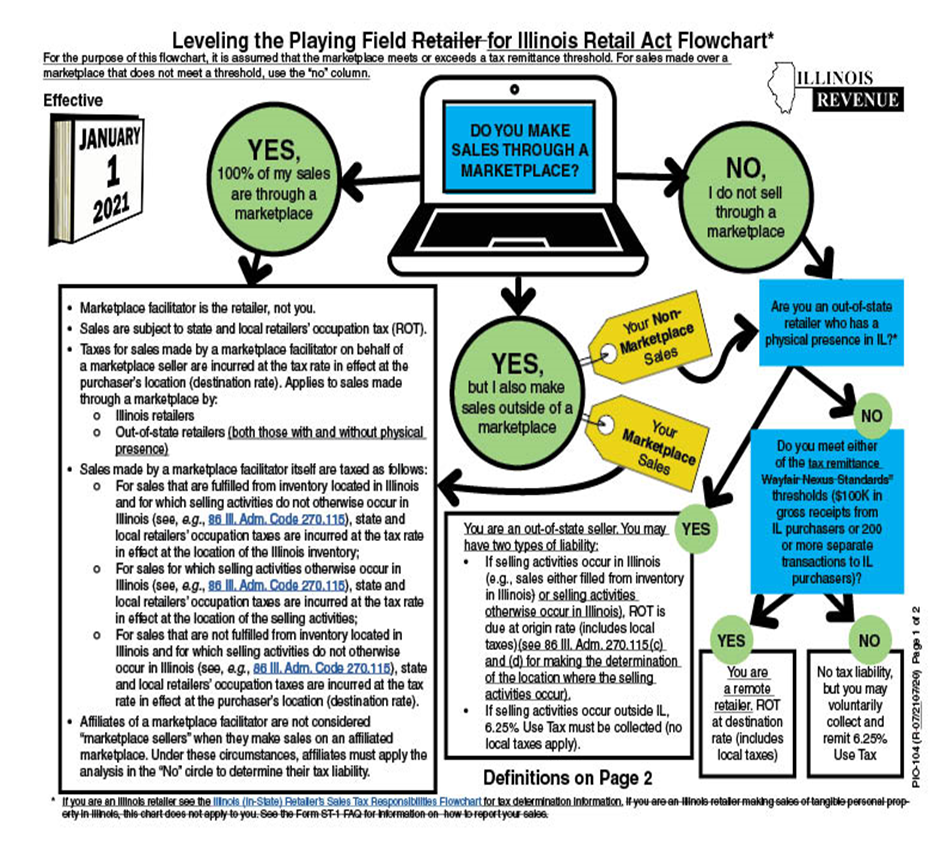 Leveling the Playing Field Retailer for Illinois Retail Act Flowchart*
For the purpose of this flowchart, it is assumed that the marketplace meets or exceeds a tax remittance threshold. For sales made over a
marketplace that does not meet a threshold, use the "no" column.
ILLINOIS
REVENUE
Effective
JANUARY
1
2021
YES,
100% of my sales
are through a
marketplace
DO YOU MAKE
SALES THROUGH A
MARKETPLACE?
NO,
I do not sell
through a
marketplace
• Marketplace facilitator is the retailer, not you.
• Sales are subject to state and local retailers' occupation tax (ROT).
• Taxes for sales made by a marketplace facilitator on behalf of
a marketplace seller are incurred at the tax rate in effect at the
purchaser's location (destination rate). Applies to sales made
through a marketplace by:
o Illinois retailers
o Out-of-state retailers (both those with and without physical
presence)
• Sales made by a marketplace facilitator itself are taxed as follows:
o For sales that are fulfilled from inventory located in Illinois
and for which selling activities do not otherwise occur in
Illinois (see, e.g., 86 Ill. Adm. Code 270.115), state and
local retailers' occupation taxes are incurred at the tax rate
in effect at the location of the Illinois inventory;
o For sales for which selling activities otherwise occur in
Illinois (see, e.g., 86 Ill. Adm. Code 270.115), state and
local retailers' occupation taxes are incurred at the tax rate
in effect at the location of the selling activities;
o For sales that are not fulfilled from inventory located in
Illinois and for which selling activities do not otherwise
occur in Illinois (see, e.g., 86 Ill. Adm. Code 270.115), state
and local retailers' occupation taxes are incurred at the tax
rate in effect at the purchaser's location (destination rate).
• Affiliates of a marketplace facilitator are not considered
"marketplace sellers" when they make sales on an affiliated
marketplace. Under these circumstances, affiliates must apply the
analysis in the "No" circle to determine their tax liability.
YES,
but I also make
sales outside of a
marketplace
Your Non-
Marketplace
Sales
Your
Marketplace
Sales
Are you an out-of-state
retailer who has a
physical presence in IL?*
NO
Do you meet either
of the tax remittance
Wayfair Nexus Standards*
thresholds ($100K in
gross receipts from
IL purchasers or 200
or more separate
transactions to IL
purchasers)?
YES
You are an out-of-state seller. You may
have two types of liability:
• If selling activities occur in Illinois
(e.g., sales either filled from inventory
in Illinois) or selling activities
otherwise occur in Illinois), ROT is
due at origin rate (includes local
taxes)(see 86 Ill. Adm. 270.115(c)
and (d) for making the determination
of the location where the selling
activities occur).
• If selling activities occur outside IL,
6.25% Use Tax must be collected (no
local taxes apply).
YES
You are
a remote
retailer. ROT
at destination
rate (includes
local taxes)
NO
No tax liability,
but you may
voluntarily
collect and
remit 6.25%
Use Tax
Definitions on Page 2
PIO-104 (R-07/2107/20) Page 1 of 2
* If you are an Illinois retailer see the Illinois (In-State) Retailer's Sales Tax Responsibilities Flowchart for tax determination information. If you are an Illinois retailer making sales of tangible personal prop-
erty in Illinois, this chart does not apply to you. See the Form ST-1 FAQ for information on how to report your sales.